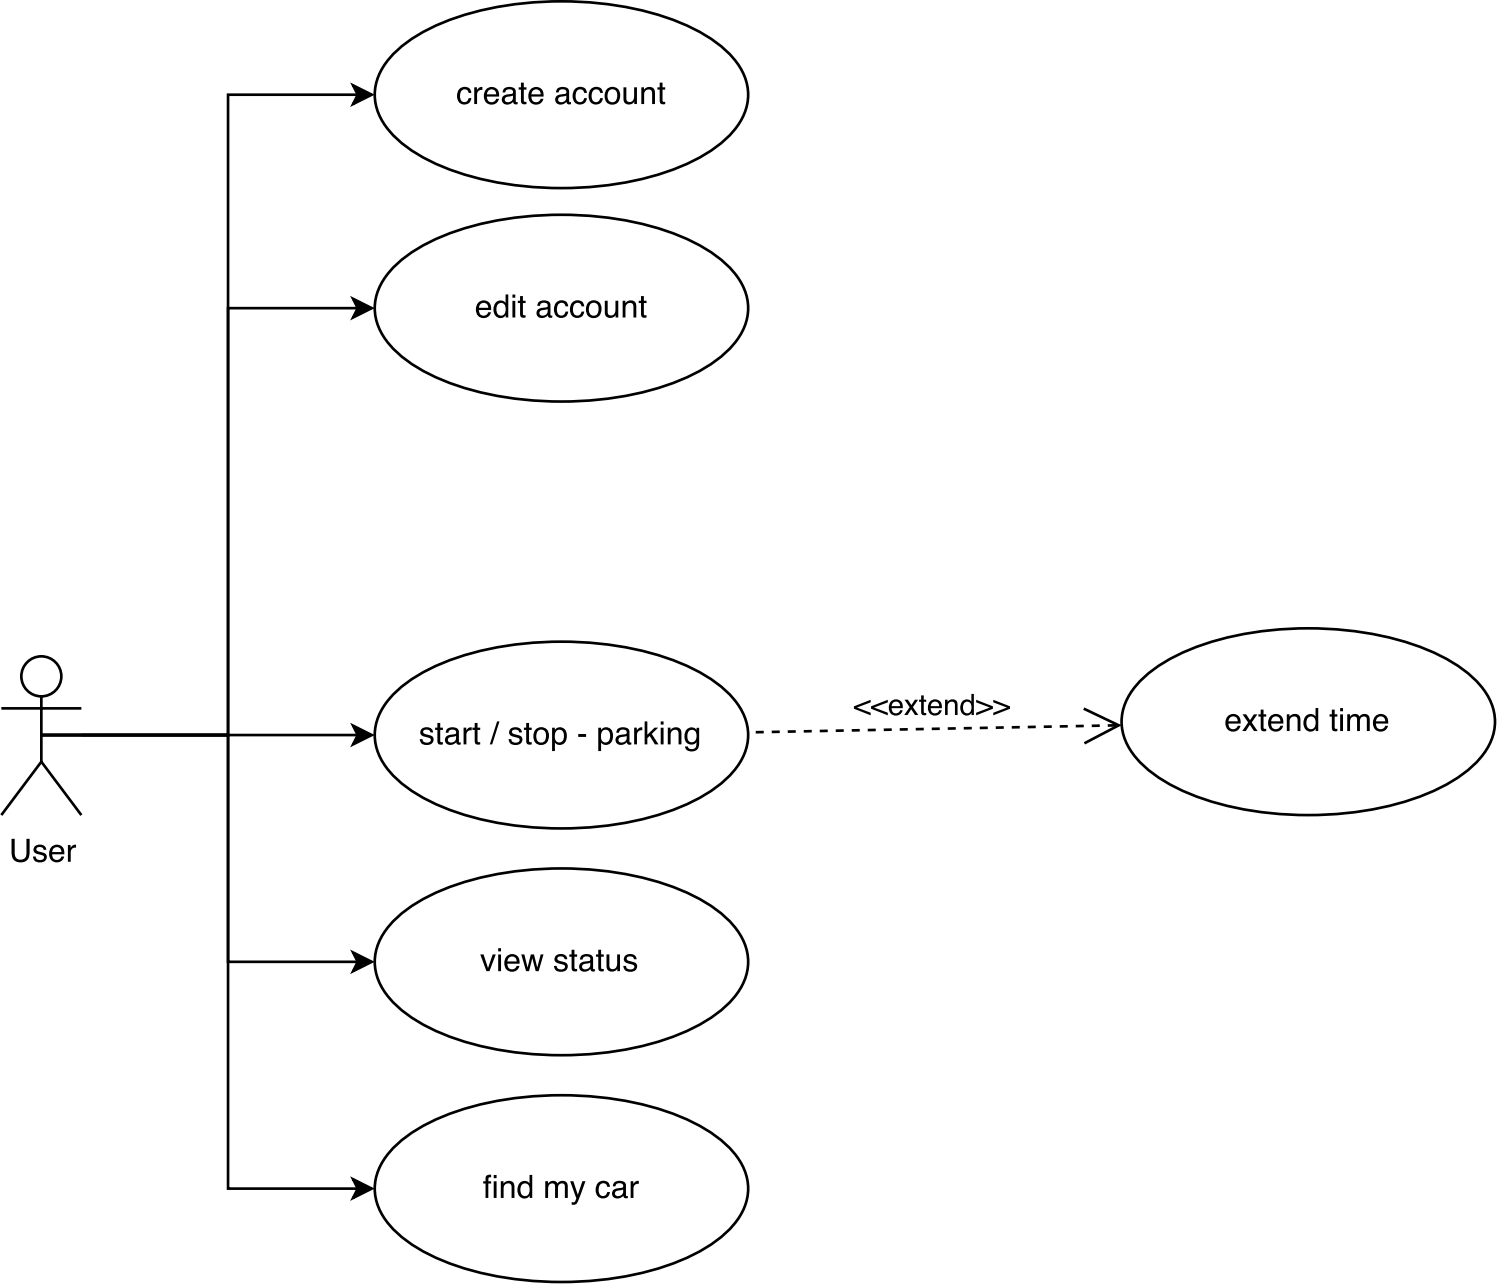 create account
edit account
<<extend>>
start / stop - parking
extend time
User
view status
find my car